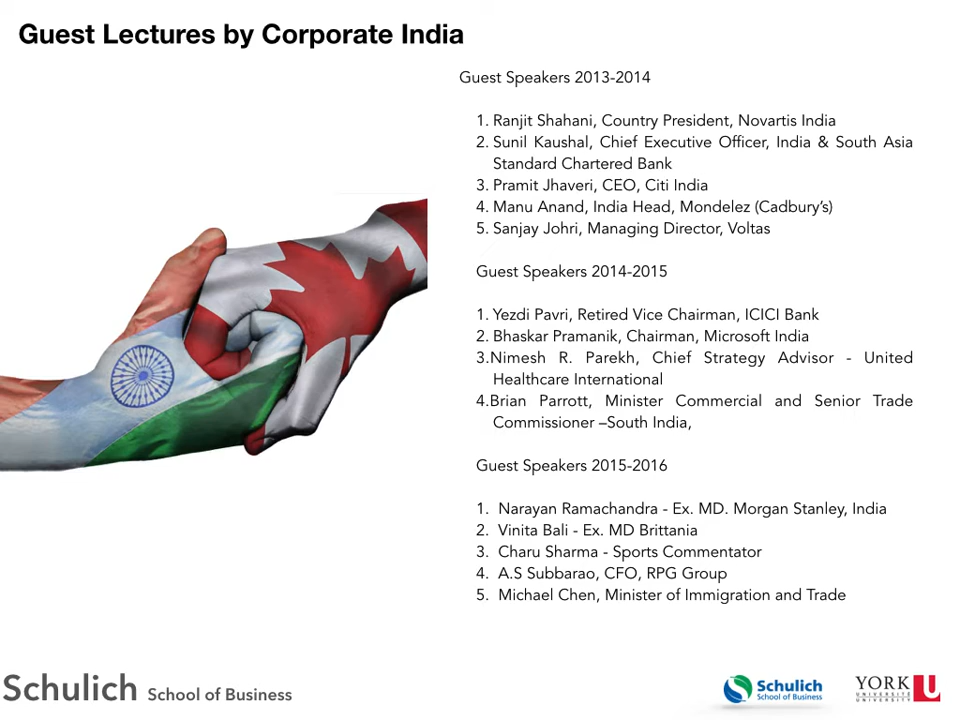 Guest Lectures by Corporate India
Guest Speakers 2013-2014
1. Ranjit Shahani, Country President, Novartis India
2. Sunil Kaushal, Chief Executive Officer, India & South Asia
Standard Chartered Bank
3. Pramit Jhaveri, CEO, Citi India
4. Manu Anand, India Head, Mondelez (Cadbury’s)
5. Sanjay Johri, Managing Director, Voltas
Guest Speakers 2014-2015
1. Yezdi Pavri, Retired Vice Chairman, ICICI Bank
2. Bhaskar Pramanik, Chairman, Microsoft India
3.Nimesh R. Parekh, Chief Strategy Advisor - United
Healthcare International
4.Brian Parrott, Minister Commercial and Senior Trade
Commissioner –South India,
Guest Speakers 2015-2016
1. Narayan Ramachandra - Ex. MD. Morgan Stanley, India
2. Vinita Bali - Ex. MD Brittania
3. Charu Sharma - Sports Commentator
4. A.S Subbarao, CFO, RPG Group
5. Michael Chen, Minister of Immigration and Trade
Schulich School of Business
Schulich
School of Business
YORK U
UNIVERSITÉ
UNIVERSITY